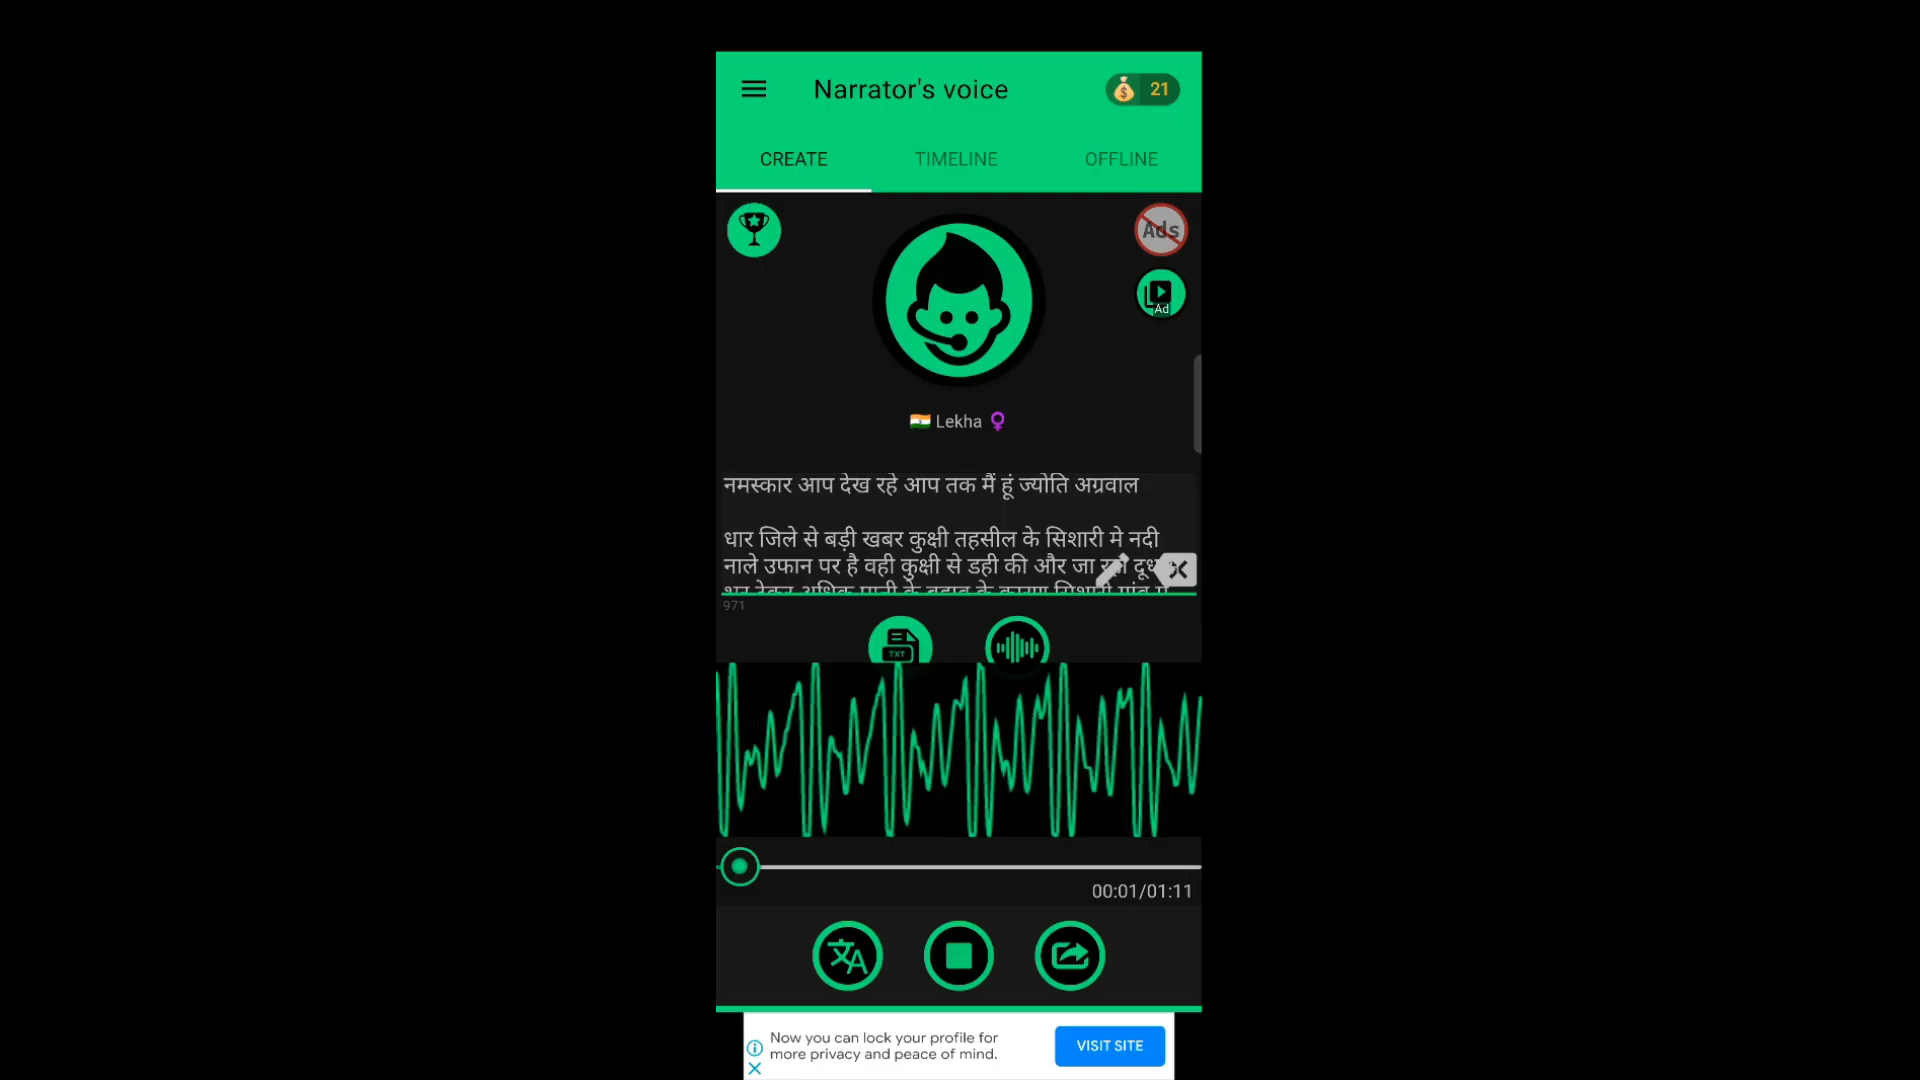 Narrator's voice
21
CREATE TIMELINE OFFLINE
Ads
Ad
Lekha
नमस्कार आप देख रहे आप तक मैं हूं ज्योति अग्रवाल
धार जिले से बड़ी खबर कुक्षी तहसील के सिशारी मे नदी
नाले उफान पर है वही कुक्षी से डही की और जा रहा दूध
971
TXT
00:01/01:11
Now you can lock your profile for
more privacy and peace of mind.
VISIT SITE